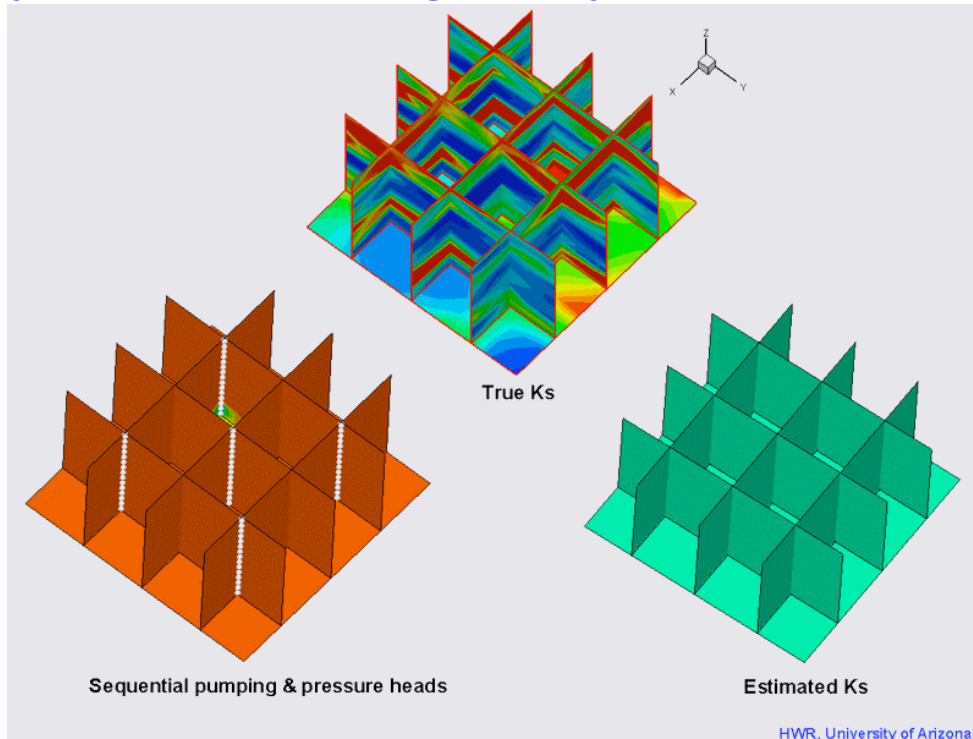 Z
X
Y
True Ks
Sequential pumping & pressure heads
Estimated Ks
HWR, University of Arizona